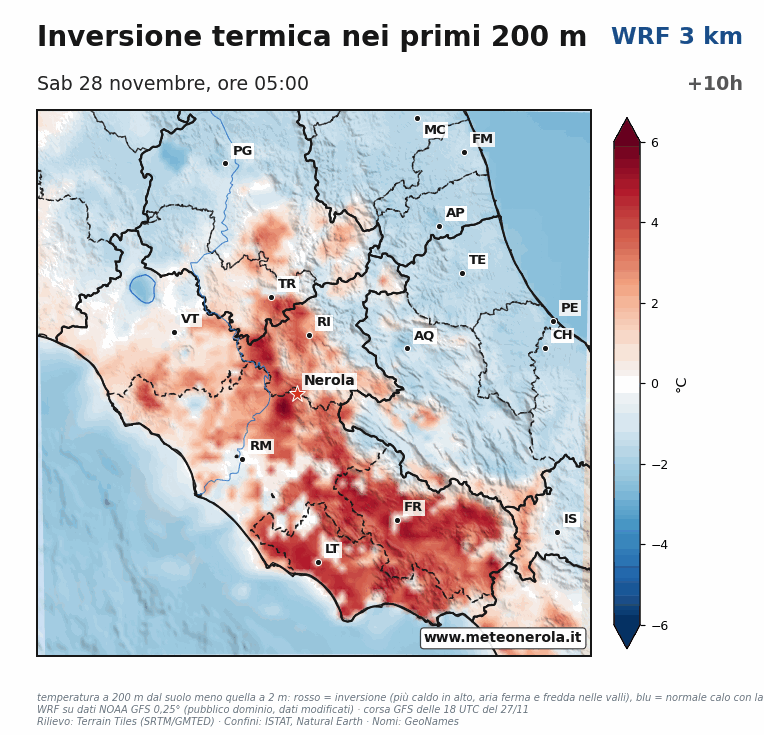 Inversione termica nei primi 200 m WRF 3 km
Sab 28 novembre, ore 05:00 +10h
MC
FM
PG
AP
TE
TR
PE
VT
RI
CH
AQ
Nerola
RM
FR
IS
LT
www.meteonerola.it
6
4
2
0
−2
−4
−6
°C
temperatura a 200 m dal suolo meno quella a 2 m: rosso = inversione (più caldo in alto, aria ferma e fredda nelle valli), blu = normale calo con la
WRF su dati NOAA GFS 0,25° (pubblico dominio, dati modificati) · corsa GFS delle 18 UTC del 27/11
Rilievo: Terrain Tiles (SRTM/GMTED) · Confini: ISTAT, Natural Earth · Nomi: GeoNames